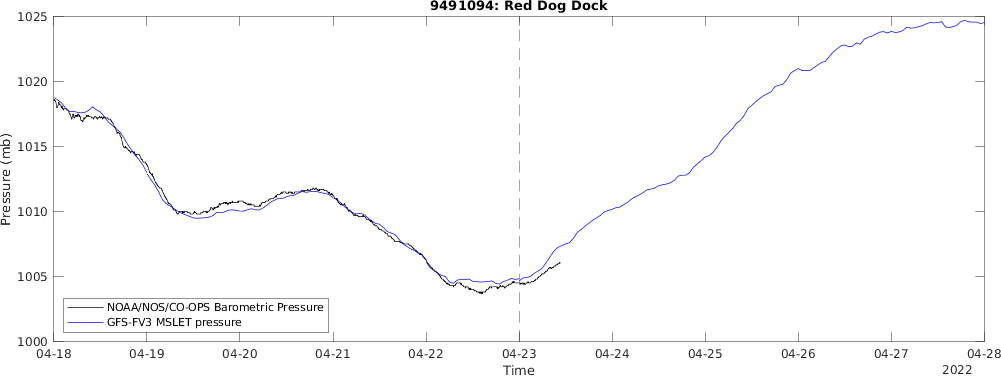 9491094: Red Dog Dock
1025
1020
1015
1010
1005
1000
Pressure (mb)
NOAA/NOS/CO-OPS Barometric Pressure
GFS-FV3 MSLET pressure
04-18 04-19 04-20 04-21 04-22 04-23 04-24 04-25 04-26 04-27 04-28
Time
2022